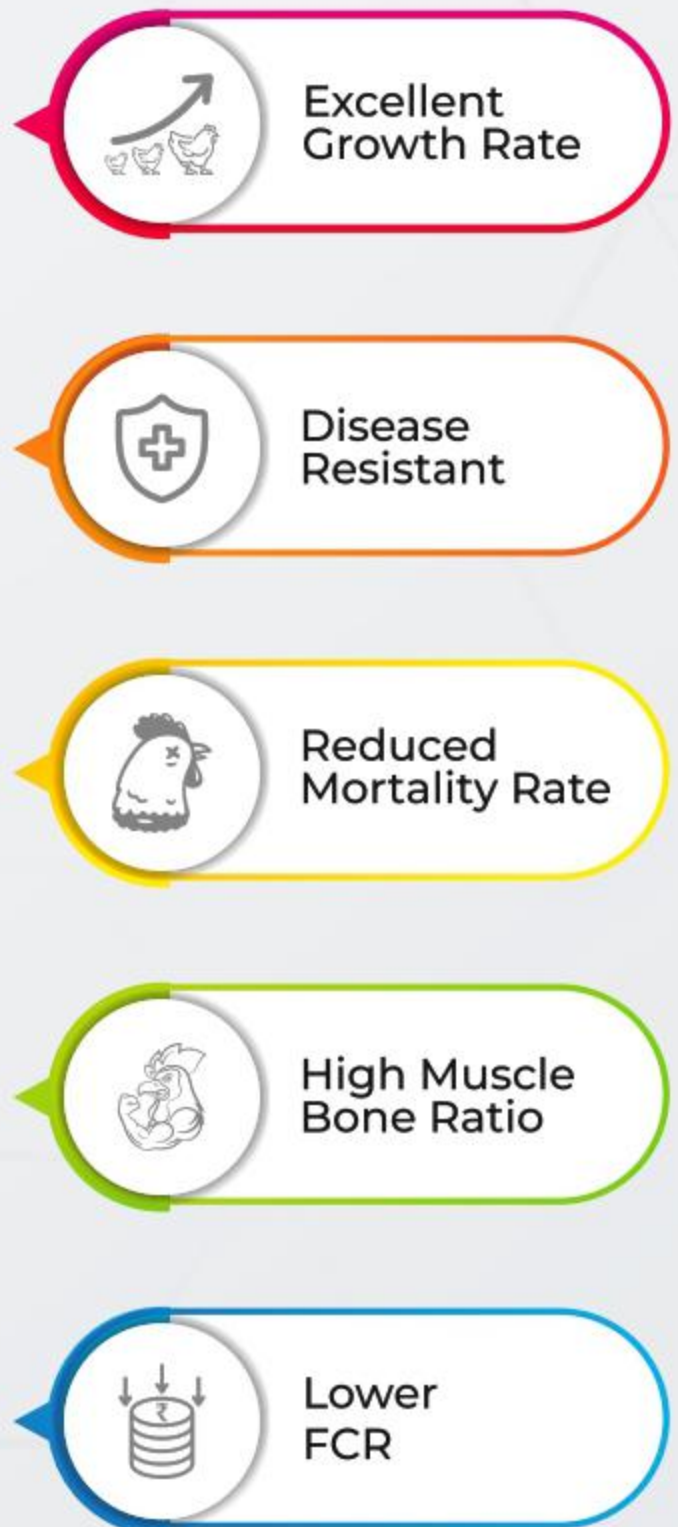 Excellent
Growth Rate
Disease
Resistant
Reduced
Mortality Rate
High Muscle
Bone Ratio
₹
Lower
FCR